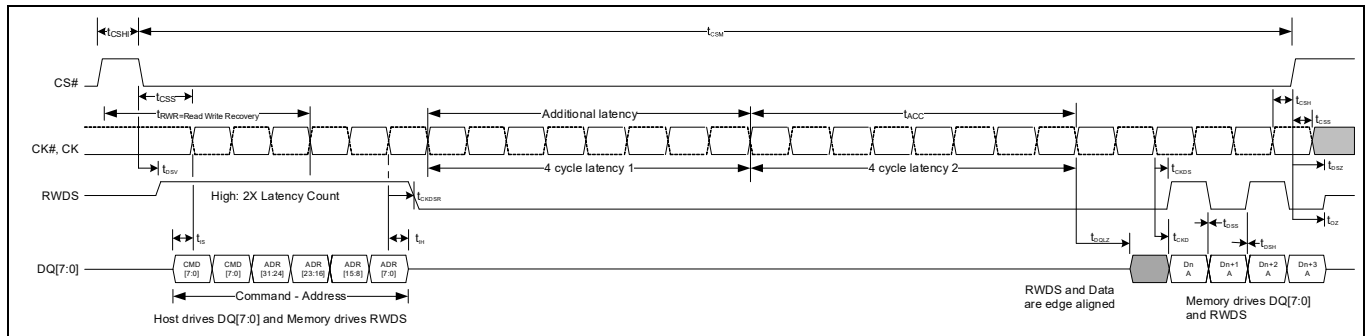 tCSHI
tCSM
CS#
tCSS
tCSH
tRWR=Read Write Recovery
Additional latency
tACC
tCSS
CK#, CK
tDSV
4 cycle latency 1
4 cycle latency 2
tCKDS
tDSZ
RWDS
High: 2X Latency Count
tCKDSR
tIS
tIH
tDQLZ
tCKD
tDSS
tDSH
tOZ
DQ[7:0]
CMD [7:0]
CMD [7:0]
ADR [31:24]
ADR [23:16]
ADR [15:8]
ADR [7:0]
Dn A
Dn+1 A
Dn+2 A
Dn+3 A
Command - Address
RWDS and Data
are edge aligned
Memory drives DQ[7:0]
and RWDS
Host drives DQ[7:0] and Memory drives RWDS